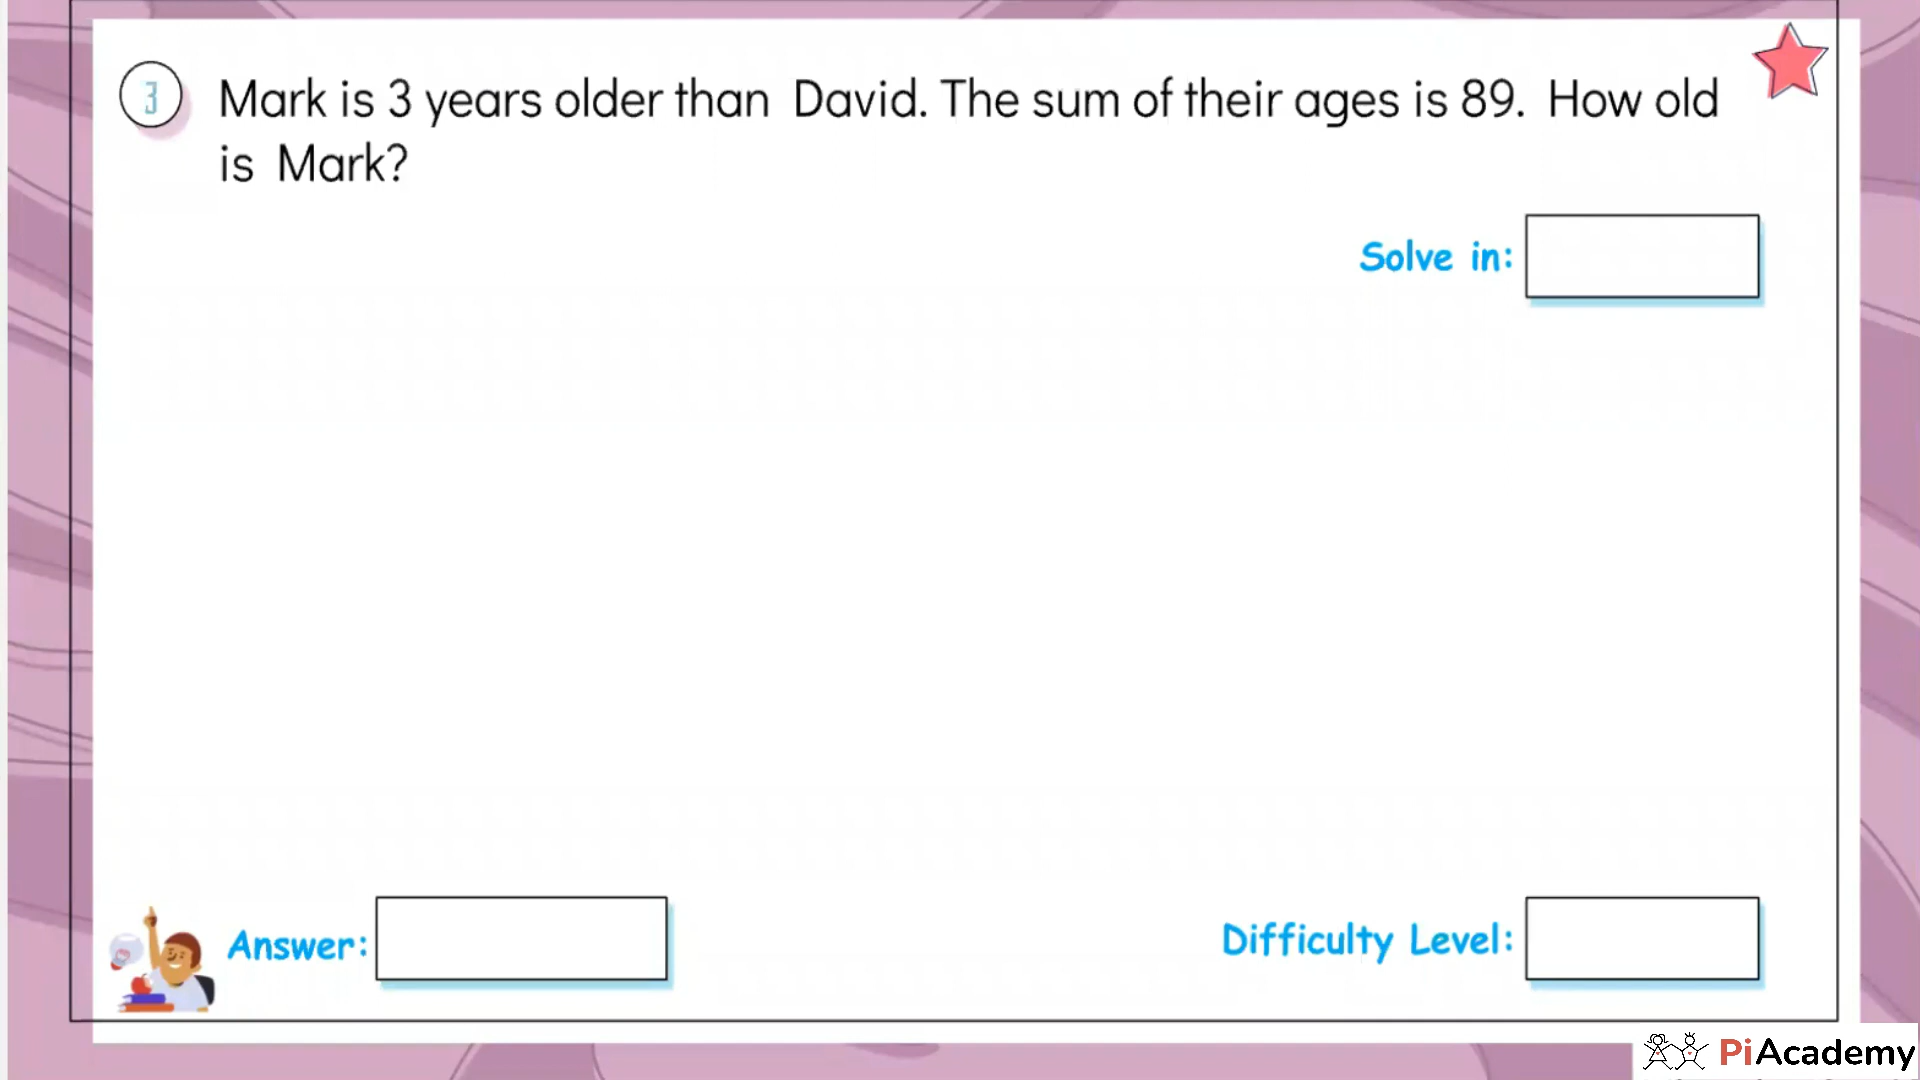 3
Mark is 3 years older than David. The sum of their ages is 89. How old
is Mark?
Solve in:
Answer:
Difficulty Level:
PiAcademy